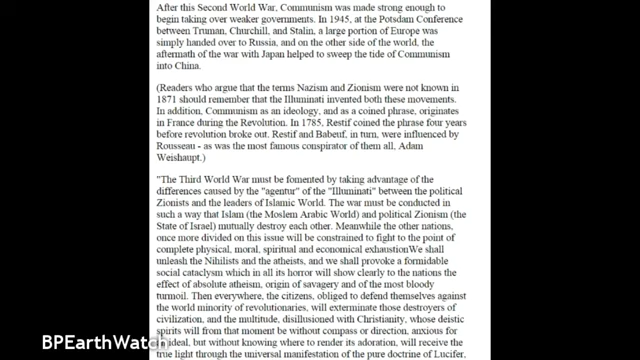 After this Second World War, Communism was made strong enough to
begin taking over weaker governments. In 1945, at the Potsdam Conference
between Truman, Churchill, and Stalin, a large portion of Europe was
simply handed over to Russia, and on the other side of the world, the
aftermath of the war with Japan helped to sweep the tide of Communism
into China.
(Readers who argue that the terms Nazism and Zionism were not known in
1871 should remember that the Illuminati invented both these movements.
In addition, Communism as an ideology, and as a coined phrase, originates
in France during the Revolution. In 1785, Restif coined the phrase four years
before revolution broke out. Restif and Babeuf, in turn, were influenced by
Rousseau - as was the most famous conspirator of them all, Adam
Weishaupt.)
"The Third World War must be fomented by taking advantage of the
differences caused by the "agentur" of the "Illuminati" between the political
Zionists and the leaders of Islamic World. The war must be conducted in
such a way that Islam (the Moslem Arabic World) and political Zionism (the
State of Israel) mutually destroy each other. Meanwhile the other nations,
once more divided on this issue will be constrained to fight to the point of
complete physical, moral, spiritual and economical exhaustionWe shall
unleash the Nihilists and the atheists, and we shall provoke a formidable
social cataclysm which in all its horror will show clearly to the nations the
effect of absolute atheism, origin of savagery and of the most bloody
turmoil. Then everywhere, the citizens, obliged to defend themselves against
the world minority of revolutionaries, will exterminate those destroyers of
civilization, and the multitude, disillusioned with Christianity, whose deistic
spirits will from that moment be without compass or direction, anxious for
an ideal, but without knowing where to render its adoration, will receive the
true light through the universal manifestation of the pure doctrine of Lucifer,
BPEarthWatch